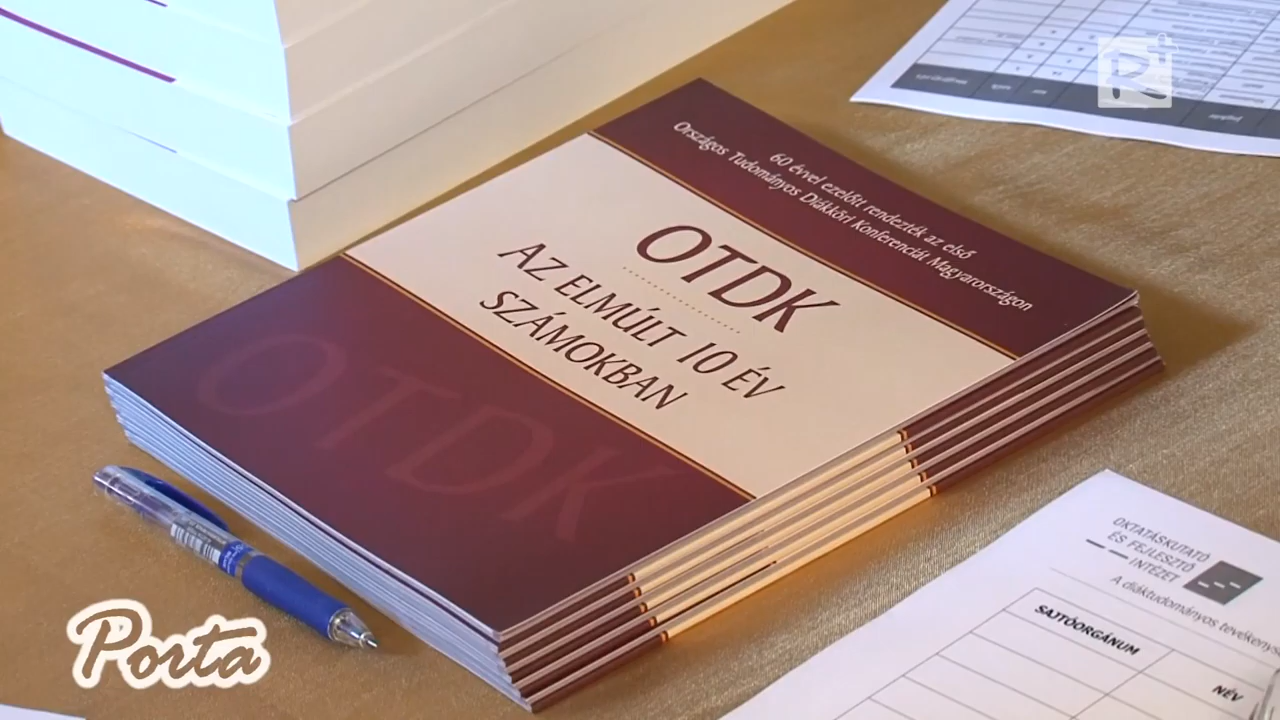 60 évvel ezelőtt rendezték az első
Országos Tudományos Diákköri Konferenciát Magyarországon
OTDK
AZ ELMÚLT 10 ÉV
SZÁMOKBAN
OTDK
OKTATÁSKUTATÓ
ÉS FEJLESZTŐ
INTÉZET
A diáktudományos
SAJTÓORGÁNUM
NÉV
Porta